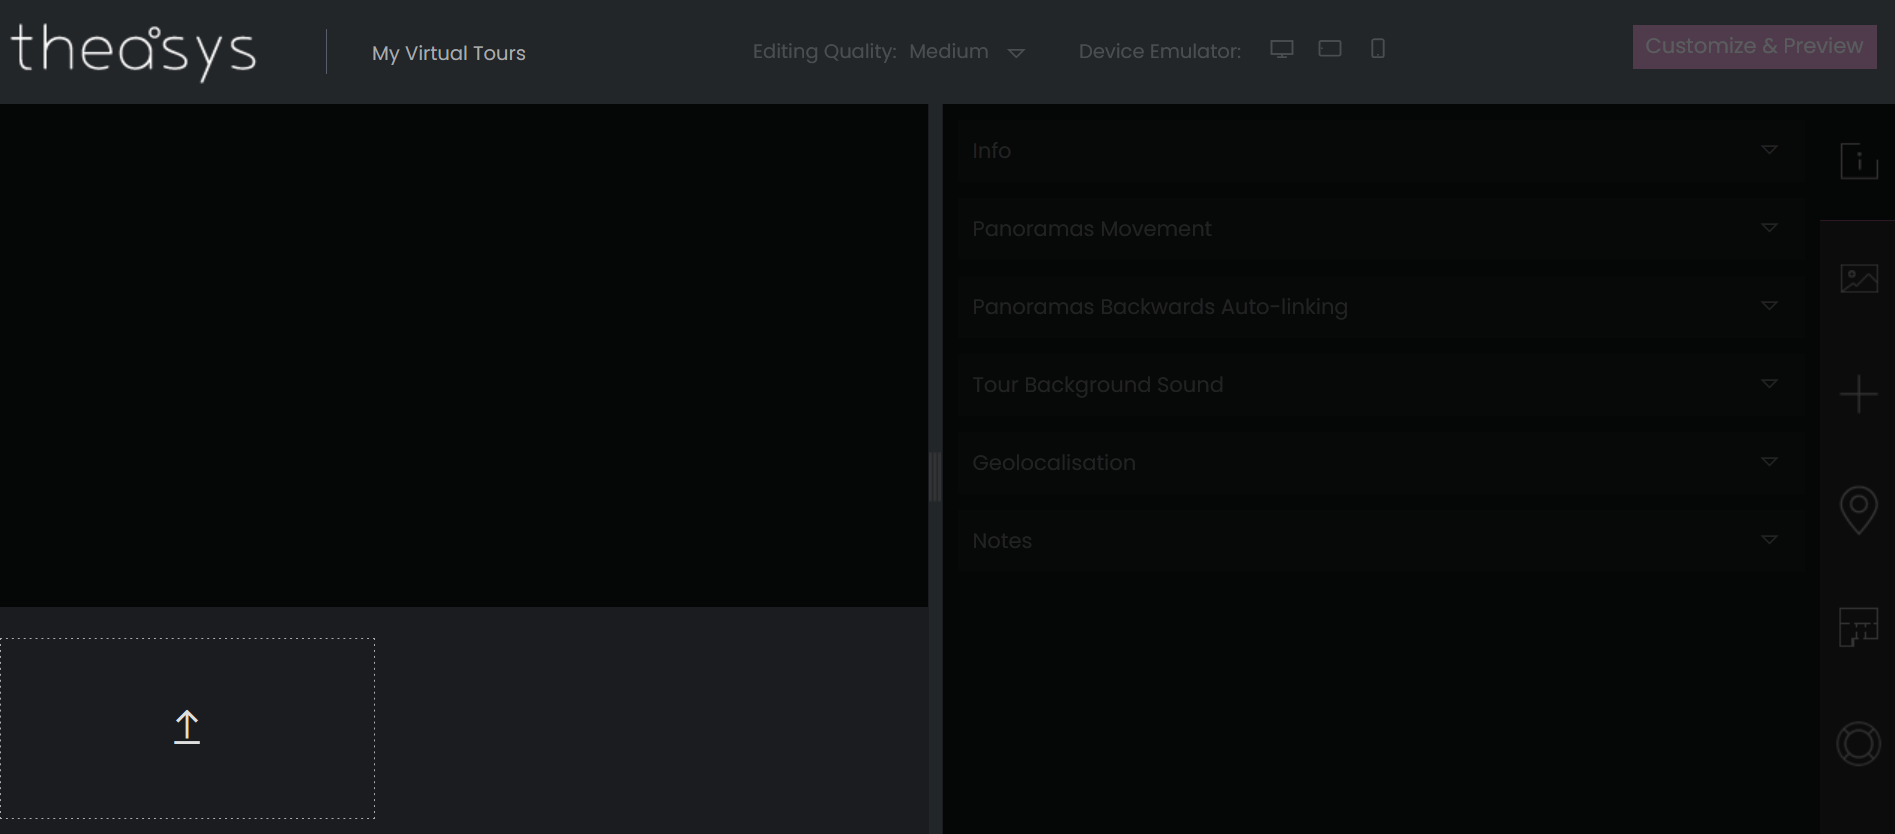 theasys
My Virtual Tours
Editing Quality: Medium
Device Emulator:
Customize & Preview
Info
Panoramas Movement
Panoramas Backwards Auto-linking
Tour Background Sound
Geolocalisation
Notes